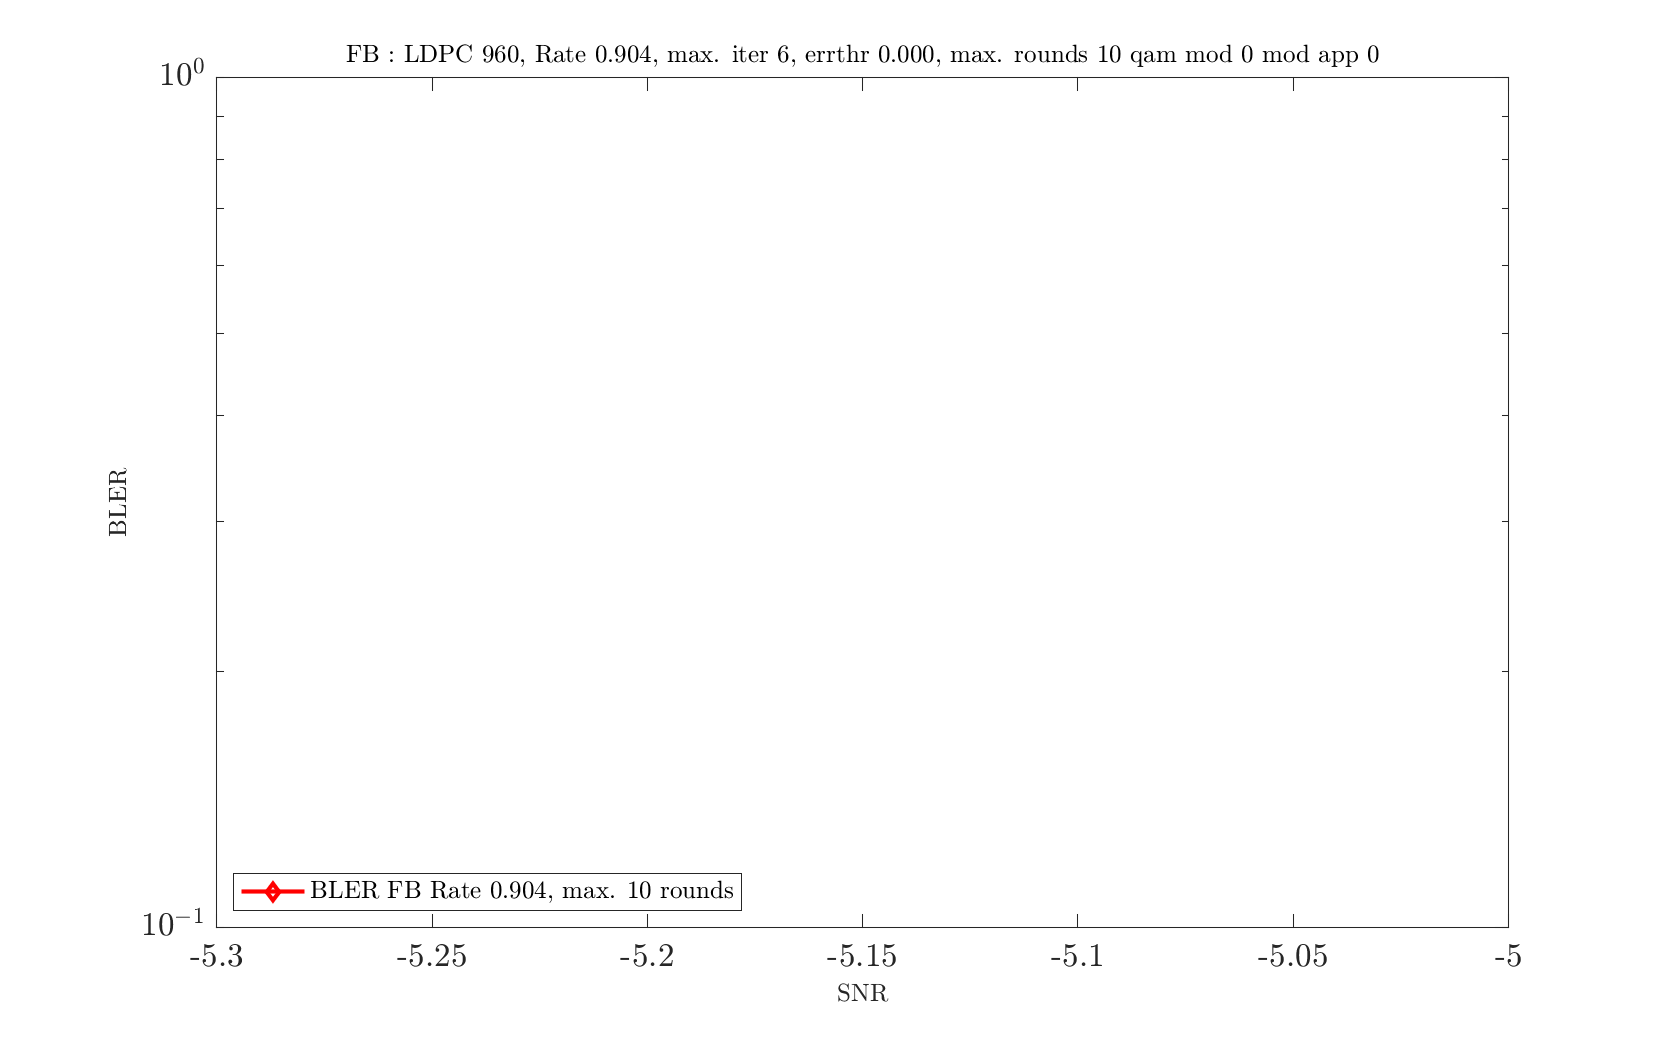 FB : LDPC 960, Rate 0.904, max. iter 6, errthr 0.000, max. rounds 10 qam mod 0 mod app 0
10^0
BLER
BLER FB Rate 0.904, max. 10 rounds
10^−1
-5.3 -5.25 -5.2 -5.15 -5.1 -5.05 -5
SNR